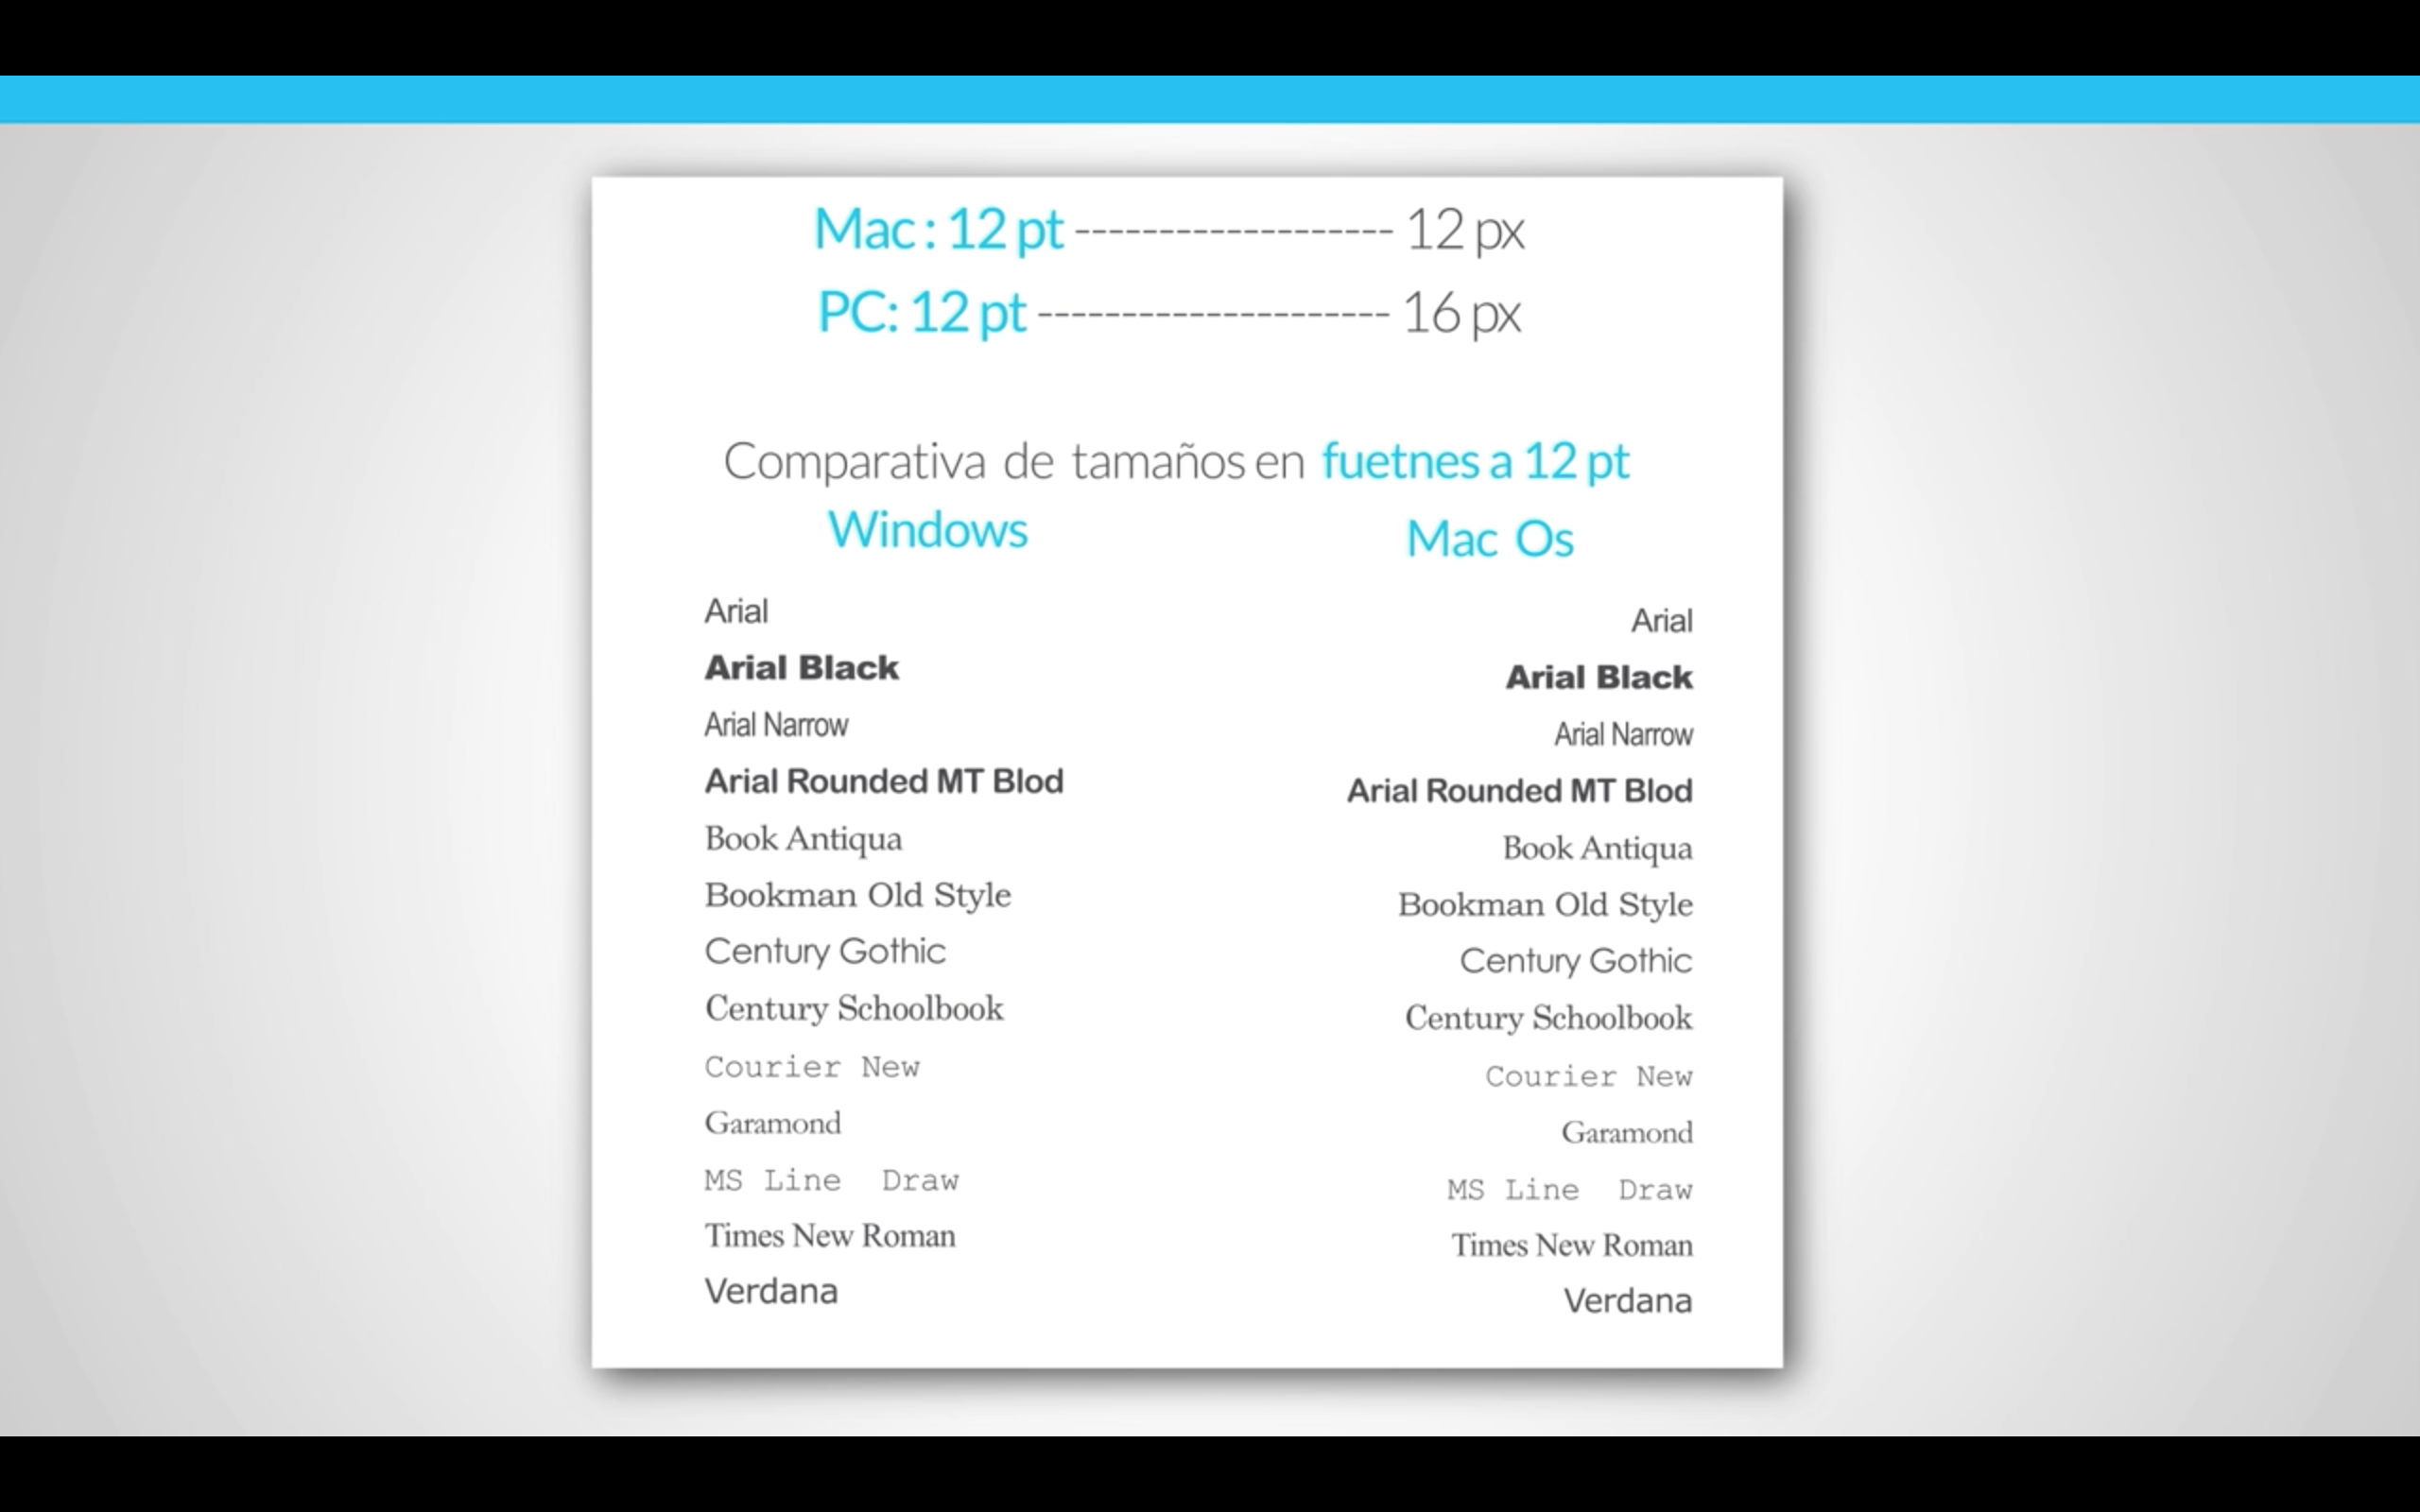 Mac : 12 pt ------------------- 12 px
PC: 12 pt --------------------- 16 px
Comparativa de tamaños en fuetnes a 12 pt
Windows
Mac Os
Arial
Arial
Arial Black
Arial Black
Arial Narrow
Arial Narrow
Arial Rounded MT Blod
Arial Rounded MT Blod
Book Antiqua
Book Antiqua
Bookman Old Style
Bookman Old Style
Century Gothic
Century Gothic
Century Schoolbook
Century Schoolbook
Courier New
Courier New
Garamond
Garamond
MS Line Draw
MS Line Draw
Times New Roman
Times New Roman
Verdana
Verdana